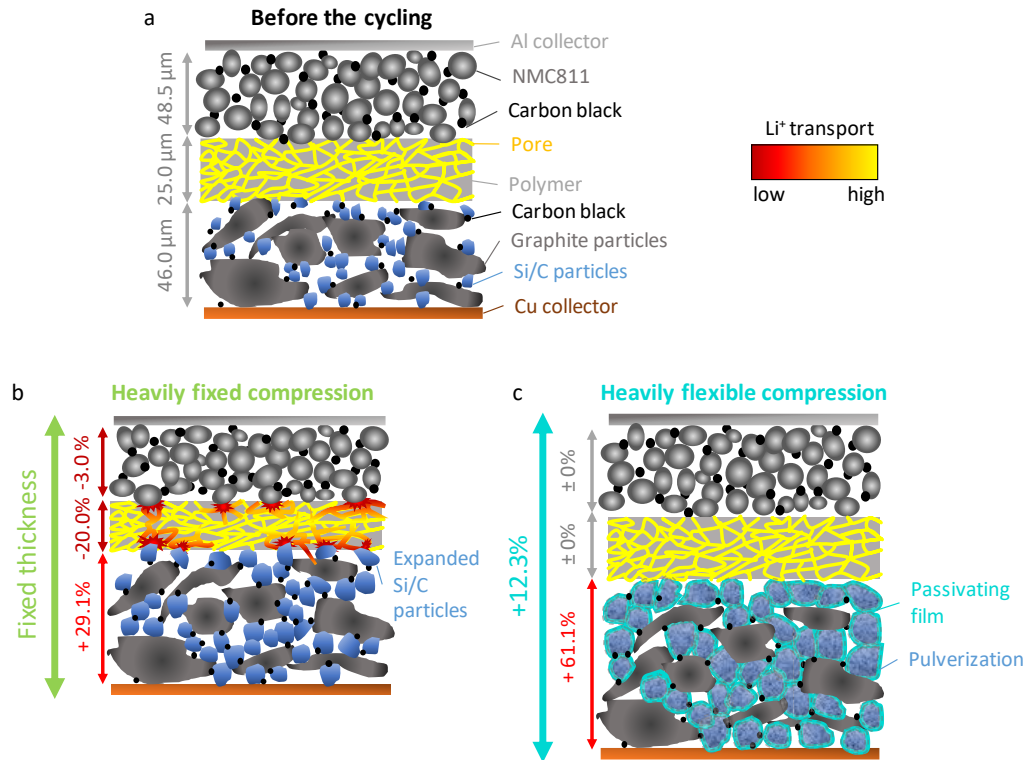 a
Before the cycling
Al collector
NMC811
Carbon black
Pore
Polymer
Carbon black
Graphite particles
Si/C particles
Cu collector
48.5 µm
25.0 µm
46.0 µm
Li⁺ transport
low
high
b
Heavily fixed compression
Fixed thickness
-3.0 %
-20.0%
+ 29.1%
Expanded
Si/C
particles
c
Heavily flexible compression
+12.3%
± 0%
± 0%
+ 61.1%
Passivating
film
Pulverization